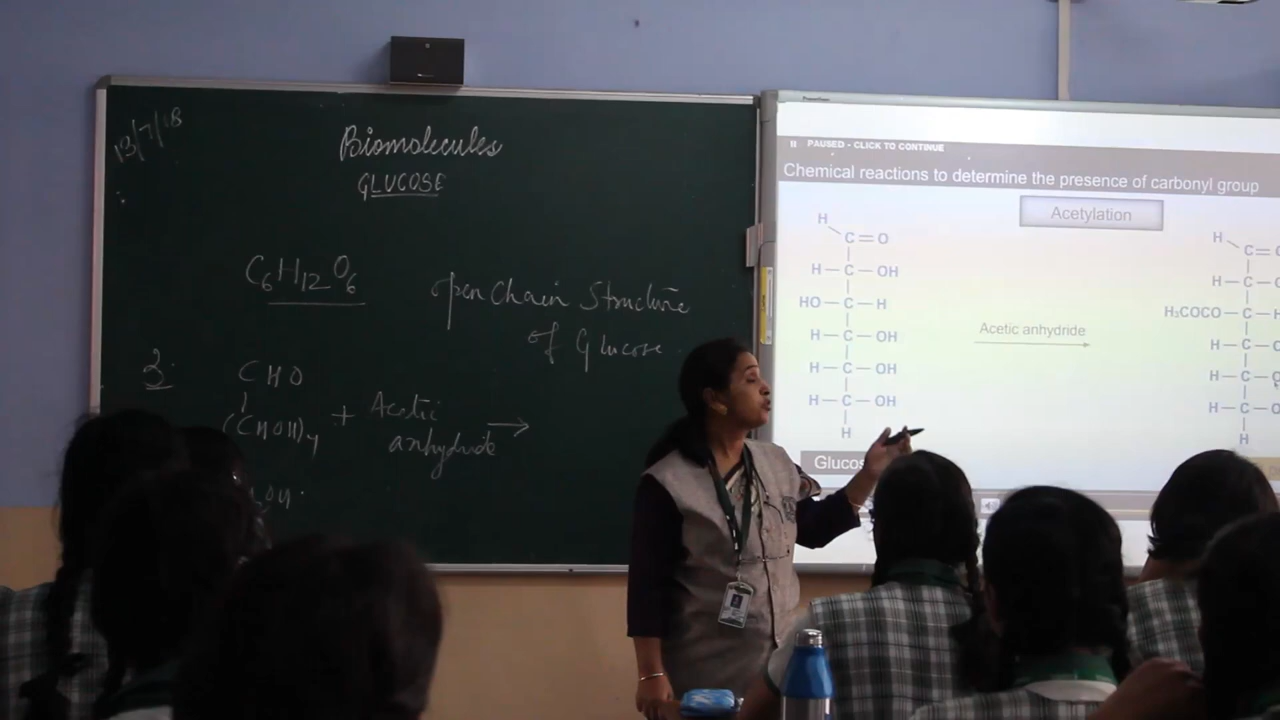 13/7/18
Biomolecules
GLUCOSE
C6H12O6
Open Chain Structure
of Glucose
3.
CHO
(CHOH)4 + Acetic
anhydride →
PAUSED - CLICK TO CONTINUE
Chemical reactions to determine the presence of carbonyl group
Acetylation
H
C=O
H—C—OH
HO—C—H
H—C—OH
H—C—OH
H—C—OH
H
Acetic anhydride
H
C=
H—C—
H₃COCO—C—H
H—C—
H—C—
H—C—
H